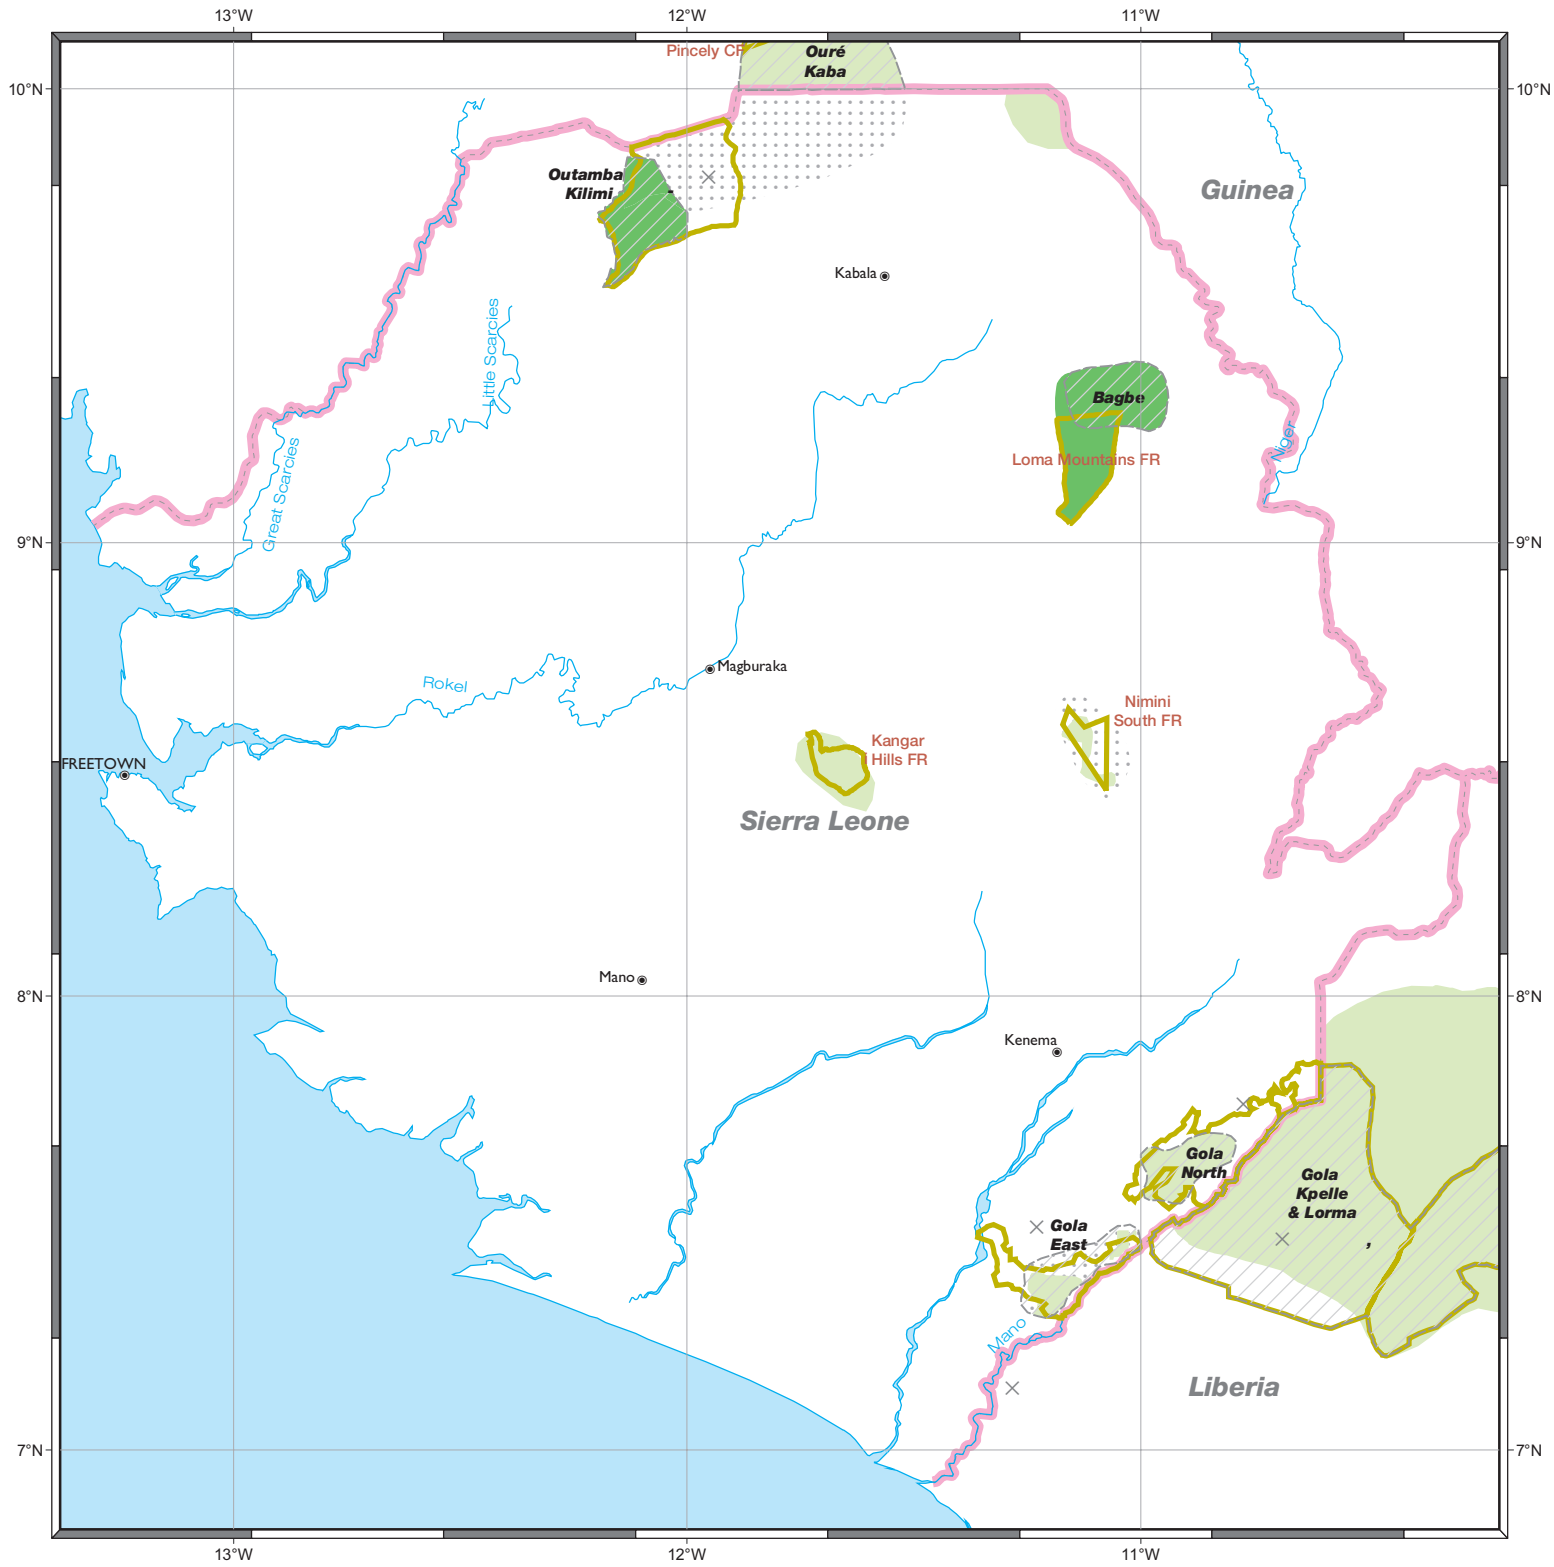 13°W
12°W
11°W
Pincely CF
Ouré
Kaba
10°N
10°N
Outamba
Kilimi
-
Guinea
Kabala
Little Scarcies
Bagbe
Great Scarcies
Niger
Loma Mountains FR
9°N
9°N
Magburaka
Rokel
Nimini
South FR
Kangar
i Hills FR
FREETOWN
Sierra Leone
Mano
8°N
8°N
Kenema
Gola
North
Gola
Kpelle
& Lorma
,
Gola
East
Mano
Liberia
7°N
7°N
13°W
12°W
11°W